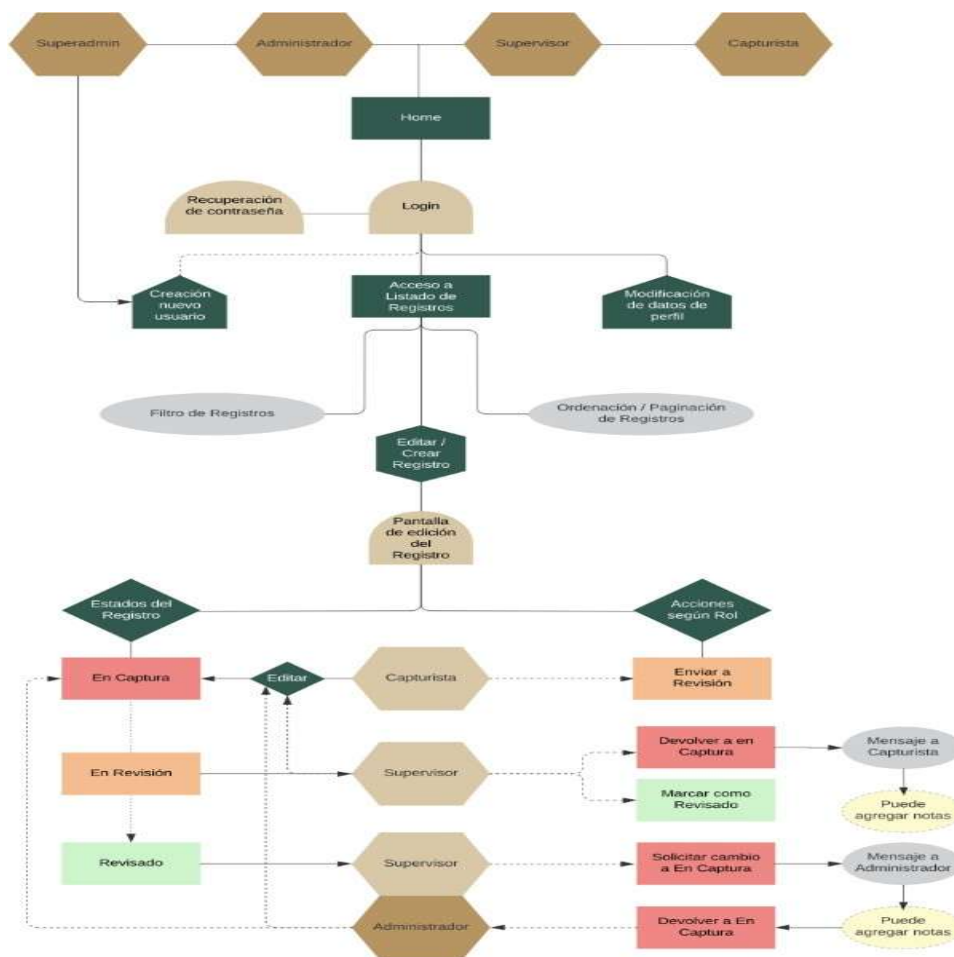 Superadmin
Administrador
Supervisor
Capturista
Home
Recuperación
de contraseña
Login
Creación
nuevo
usuario
Acceso a
Listado de
Registros
Modificación
de datos de
perfil
Filtro de Registros
Ordenación / Paginación
de Registros
Editar /
Crear
Registro
Pantalla
de edición
del
Registro
Estados del
Registro
Acciones
según Rol
En Captura
Editar
Capturista
Enviar a
Revisión
En Revisión
Supervisor
Devolver a en
Captura
Mensaje a
Capturista
Marcar como
Revisado
Puede
agregar notas
Revisado
Supervisor
Solicitar cambio
a En Captura
Mensaje a
Administrador
Administrador
Devolver a En
Captura
Puede
agregar notas